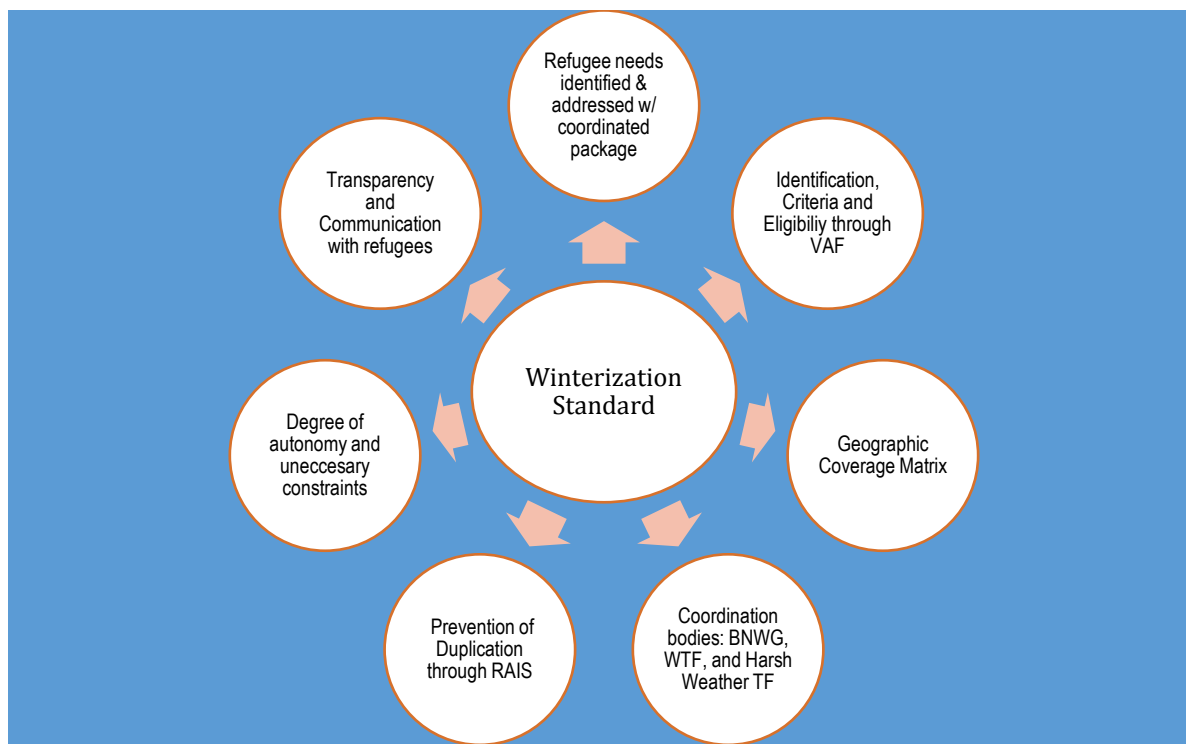 Refugee needs
identified &
addressed w/
coordinated
package
Identification,
Criteria and
Eligibiliy through
VAF
Geographic
Coverage Matrix
Coordination
bodies: BNWG,
WTF, and Harsh
Weather TF
Prevention of
Duplication
through RAIS
Degree of
autonomy and
uneccesary
constraints
Transparency
and
Communication
with refugees
Winterization
Standard